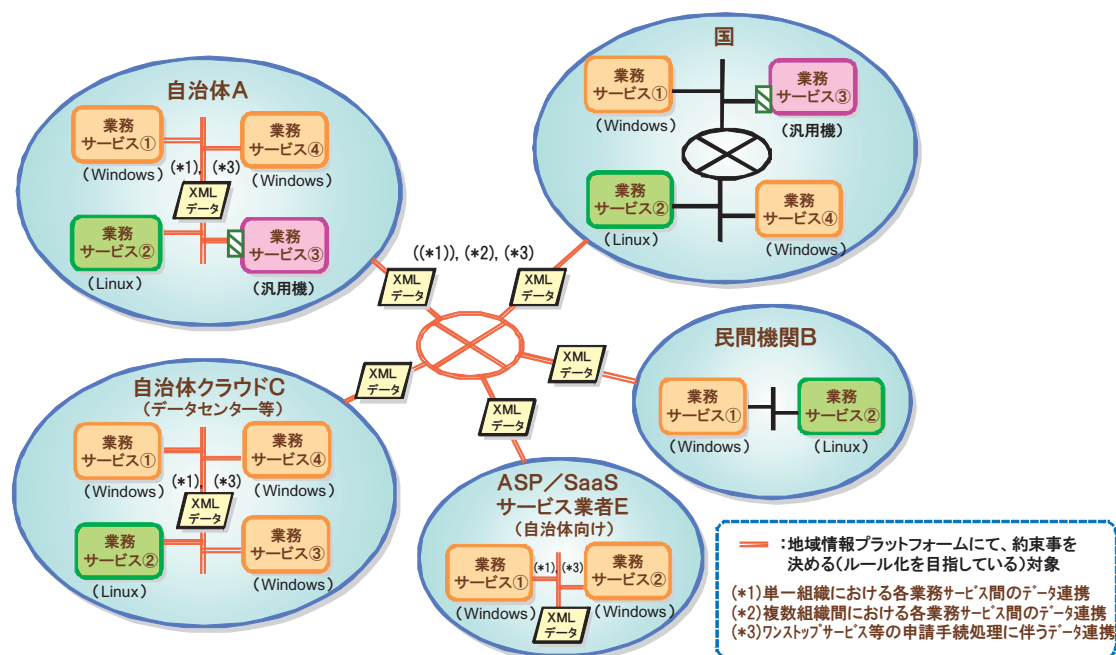 自治体A
業務
サービス①
(Windows)
業務
サービス④
(Windows)
(*1), (*3)
XML
データ
業務
サービス②
(Linux)
業務
サービス③
(汎用機)
国
業務
サービス①
(Windows)
業務
サービス③
(汎用機)
業務
サービス②
(Linux)
業務
サービス④
(Windows)
((*1)), (*2), (*3)
XML
データ
XML
データ
XML
データ
XML
データ
XML
データ
民間機関B
業務
サービス①
(Windows)
業務
サービス②
(Linux)
自治体クラウドC
(データセンター等)
業務
サービス①
(Windows)
業務
サービス④
(Windows)
(*1), (*3)
XML
データ
業務
サービス②
(Linux)
業務
サービス③
(Windows)
ASP/SaaS
サービス業者E
(自治体向け)
業務
サービス①
(Windows)
(*1), (*3)
業務
サービス②
(Windows)
XML
データ
:地域情報プラットフォームにて、約束事を
決める(ルール化を目指している)対象
(*1)単一組織における各業務サービス間のデータ連携
(*2)複数組織間における各業務サービス間のデータ連携
(*3)ワンストップサービス等の申請手続処理に伴うデータ連携